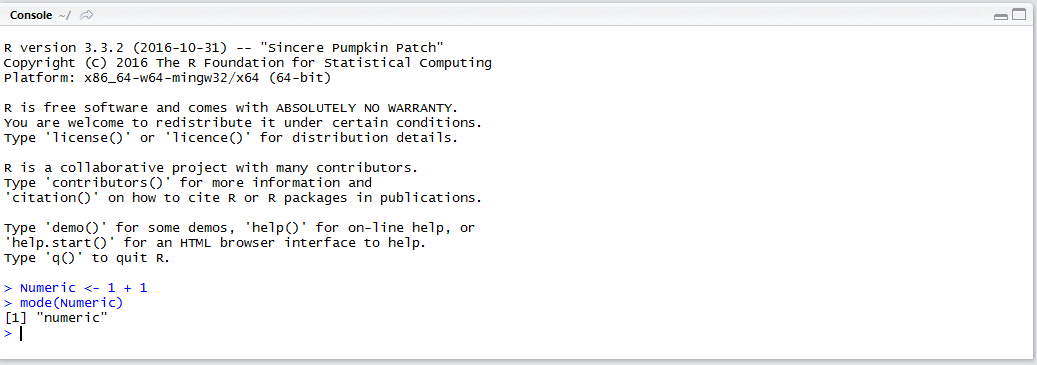 Console ~/
R version 3.3.2 (2016-10-31) -- "Sincere Pumpkin Patch"
Copyright (C) 2016 The R Foundation for Statistical Computing
Platform: x86_64-w64-mingw32/x64 (64-bit)
R is free software and comes with ABSOLUTELY NO WARRANTY.
You are welcome to redistribute it under certain conditions.
Type 'license()' or 'licence()' for distribution details.
R is a collaborative project with many contributors.
Type 'contributors()' for more information and
'citation()' on how to cite R or R packages in publications.
Type 'demo()' for some demos, 'help()' for on-line help, or
'help.start()' for an HTML browser interface to help.
Type 'q()' to quit R.
> Numeric <- 1 + 1
> mode(Numeric)
[1] "numeric"
>